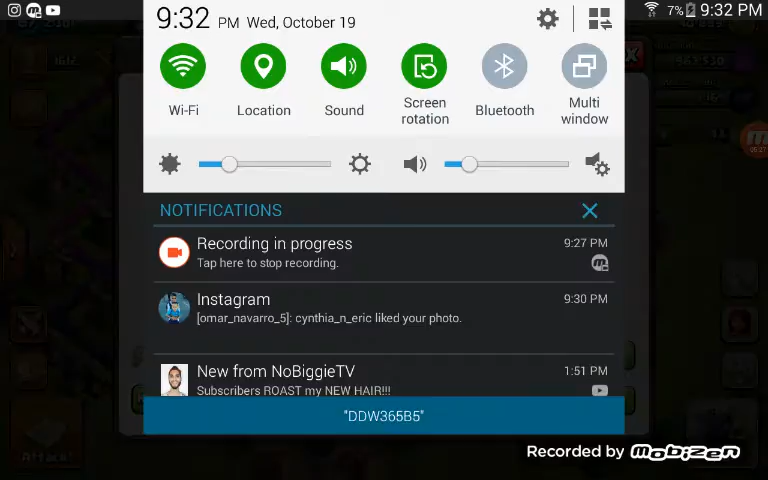 9:32 PM Wed, October 19
7% 9:32 PM
Wi-Fi
Location
Sound
Screen rotation
Bluetooth
Multi window
NOTIFICATIONS
Recording in progress
9:27 PM
Tap here to stop recording.
Instagram
9:30 PM
[omar_navarro_5]: cynthia_n_eric liked your photo.
New from NoBiggieTV
1:51 PM
Subscribers ROAST my NEW HAIR!!!
"DDW365B5"
Attack!
Recorded by Mobizen